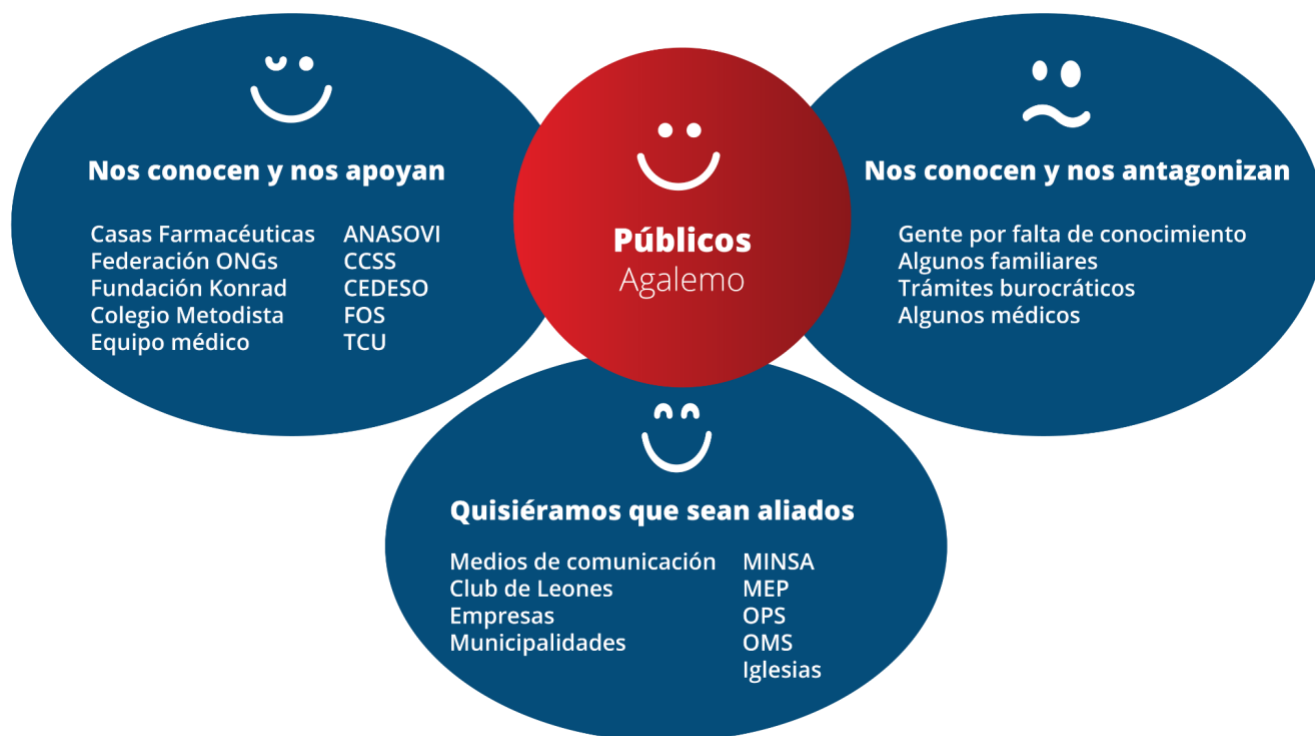 Nos conocen y nos apoyan
Casas Farmacéuticas
Federación ONGs
Fundación Konrad
Colegio Metodista
Equipo médico
ANASOVI
CCSS
CEDESO
FOS
TCU
Públicos
Agalemo
Nos conocen y nos antagonizan
Gente por falta de conocimiento
Algunos familiares
Trámites burocráticos
Algunos médicos
Quisiéramos que sean aliados
Medios de comunicación
Club de Leones
Empresas
Municipalidades
MINSA
MEP
OPS
OMS
Iglesias